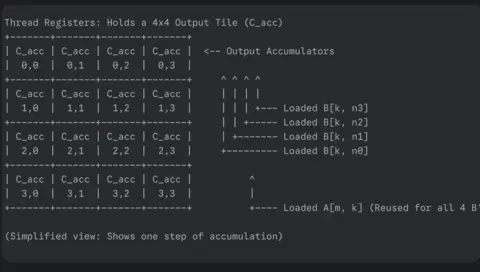 Thread Registers: Holds a 4x4 Output Tile (C_acc)
+-------+-------+-------+-------+
| C_acc | C_acc | C_acc | C_acc |  <-- Output Accumulators
|  0,0  |  0,1  |  0,2  |  0,3  |
+-------+-------+-------+-------+    ^ ^ ^ ^
| C_acc | C_acc | C_acc | C_acc |    | | | |
|  1,0  |  1,1  |  1,2  |  1,3  |    | | | +--- Loaded B[k, n3]
+-------+-------+-------+-------+    | | +----- Loaded B[k, n2]
| C_acc | C_acc | C_acc | C_acc |    | +------- Loaded B[k, n1]
|  2,0  |  2,1  |  2,2  |  2,3  |    +--------- Loaded B[k, n0]
+-------+-------+-------+-------+
| C_acc | C_acc | C_acc | C_acc |        ^
|  3,0  |  3,1  |  3,2  |  3,3  |        |
+-------+-------+-------+-------+        +---- Loaded A[m, k] (Reused for all 4 B'
(Simplified view: Shows one step of accumulation)